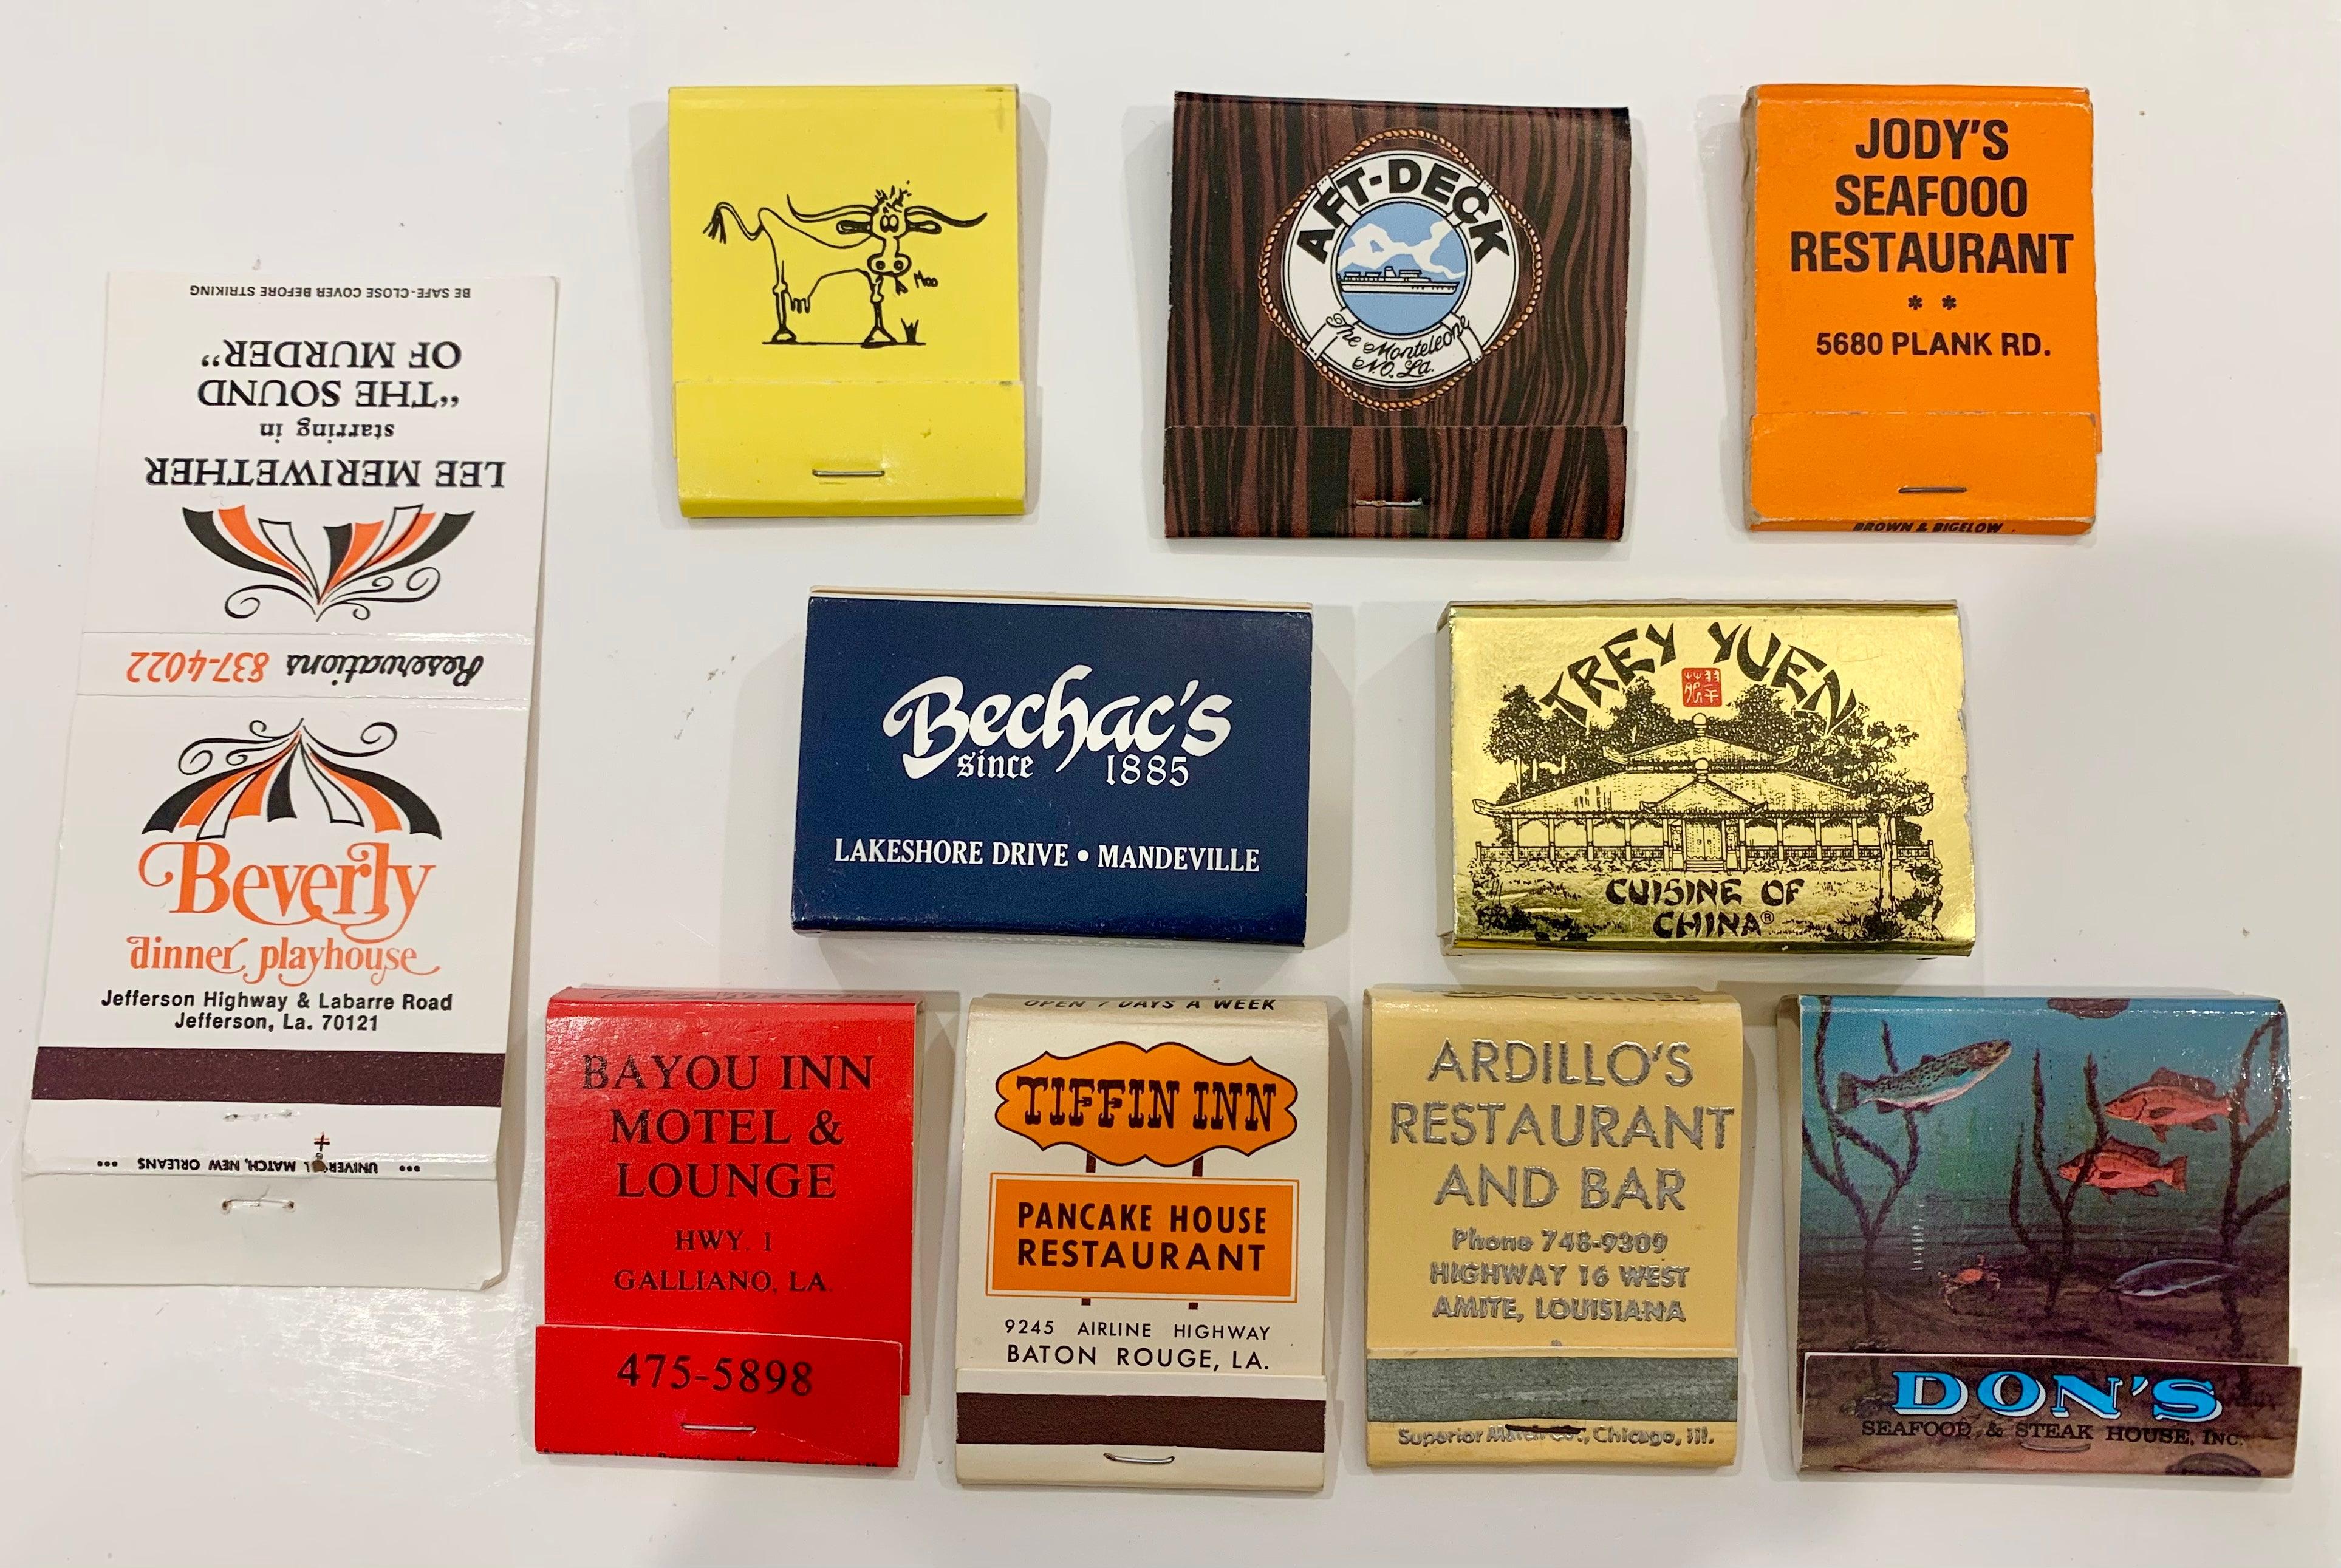 BE SAFE-CLOSE COVER BEFORE STRIKING
LEE MERIWETHER
starring in
"THE SOUND
OF MURDER"
Reservations 837-4022
Beverly
dinner playhouse
Jefferson Highway & Labarre Road
Jefferson, La. 70121
••• MATCH, NEW ORLEANS •••
Moo
AFT-DECK
The Monteleone
N.O. La.
JODY'S
SEAFOOO
RESTAURANT
* *
5680 PLANK RD.
BROWN & BIGELOW
Bechac's
since 1885
LAKESHORE DRIVE • MANDEVILLE
TREY YUEN
CUISINE OF
CHINA®
BAYOU INN
MOTEL &
LOUNGE
HWY. 1
GALLIANO, LA.
475-5898
OPEN 7 DAYS A WEEK
TIFFIN INN
PANCAKE HOUSE
RESTAURANT
9245 AIRLINE HIGHWAY
BATON ROUGE, LA.
ARDILLO'S
RESTAURANT
AND BAR
Phone 748-9309
HIGHWAY 16 WEST
AMITE, LOUISIANA
Superior Match Co., Chicago, Ill.
DON'S
SEAFOOD & STEAK HOUSE, INC.